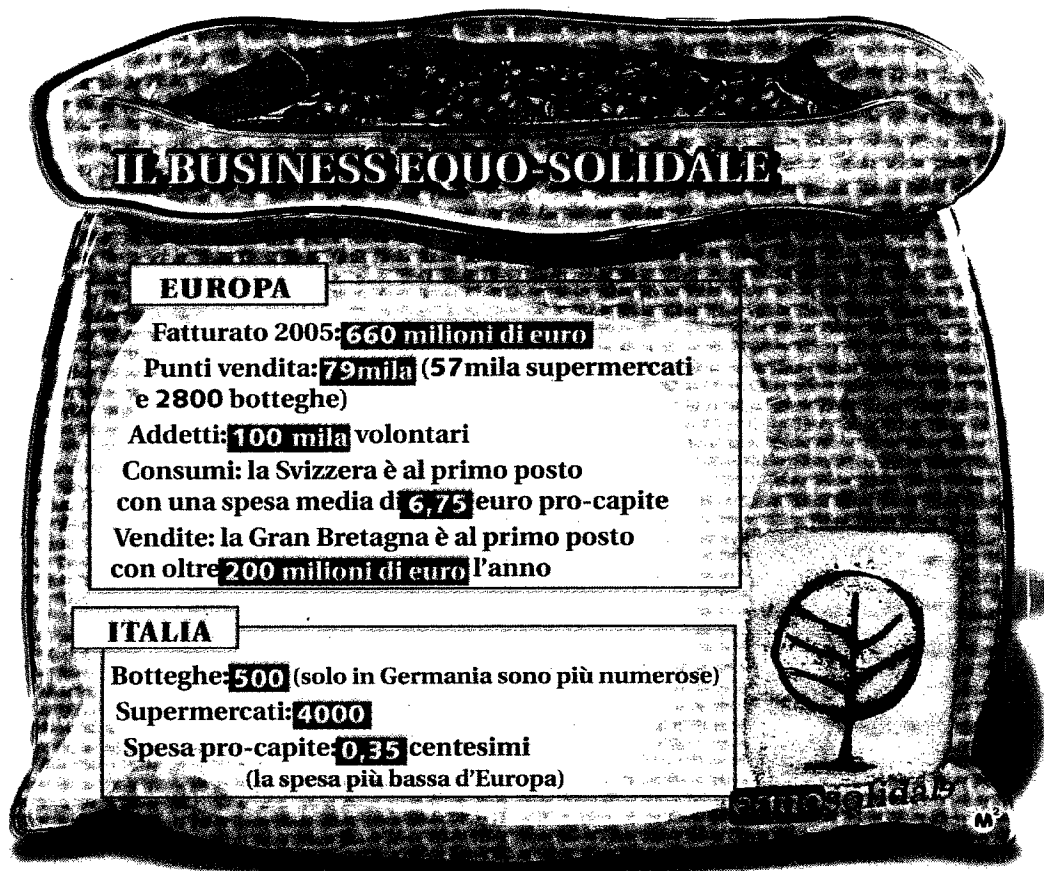 IL BUSINESS EQUO-SOLIDALE
EUROPA
Fatturato 2005: 660 milioni di euro
Punti vendita: 79mila (57mila supermercati
e 2800 botteghe)
Addetti: 100 mila volontari
Consumi: la Svizzera è al primo posto
con una spesa media di 6,75 euro pro-capite
Vendite: la Gran Bretagna è al primo posto
con oltre 200 milioni di euro l'anno
ITALIA
Botteghe: 500 (solo in Germania sono più numerose)
Supermercati: 4000
Spesa pro-capite: 0,35 centesimi
(la spesa più bassa d'Europa)
M²